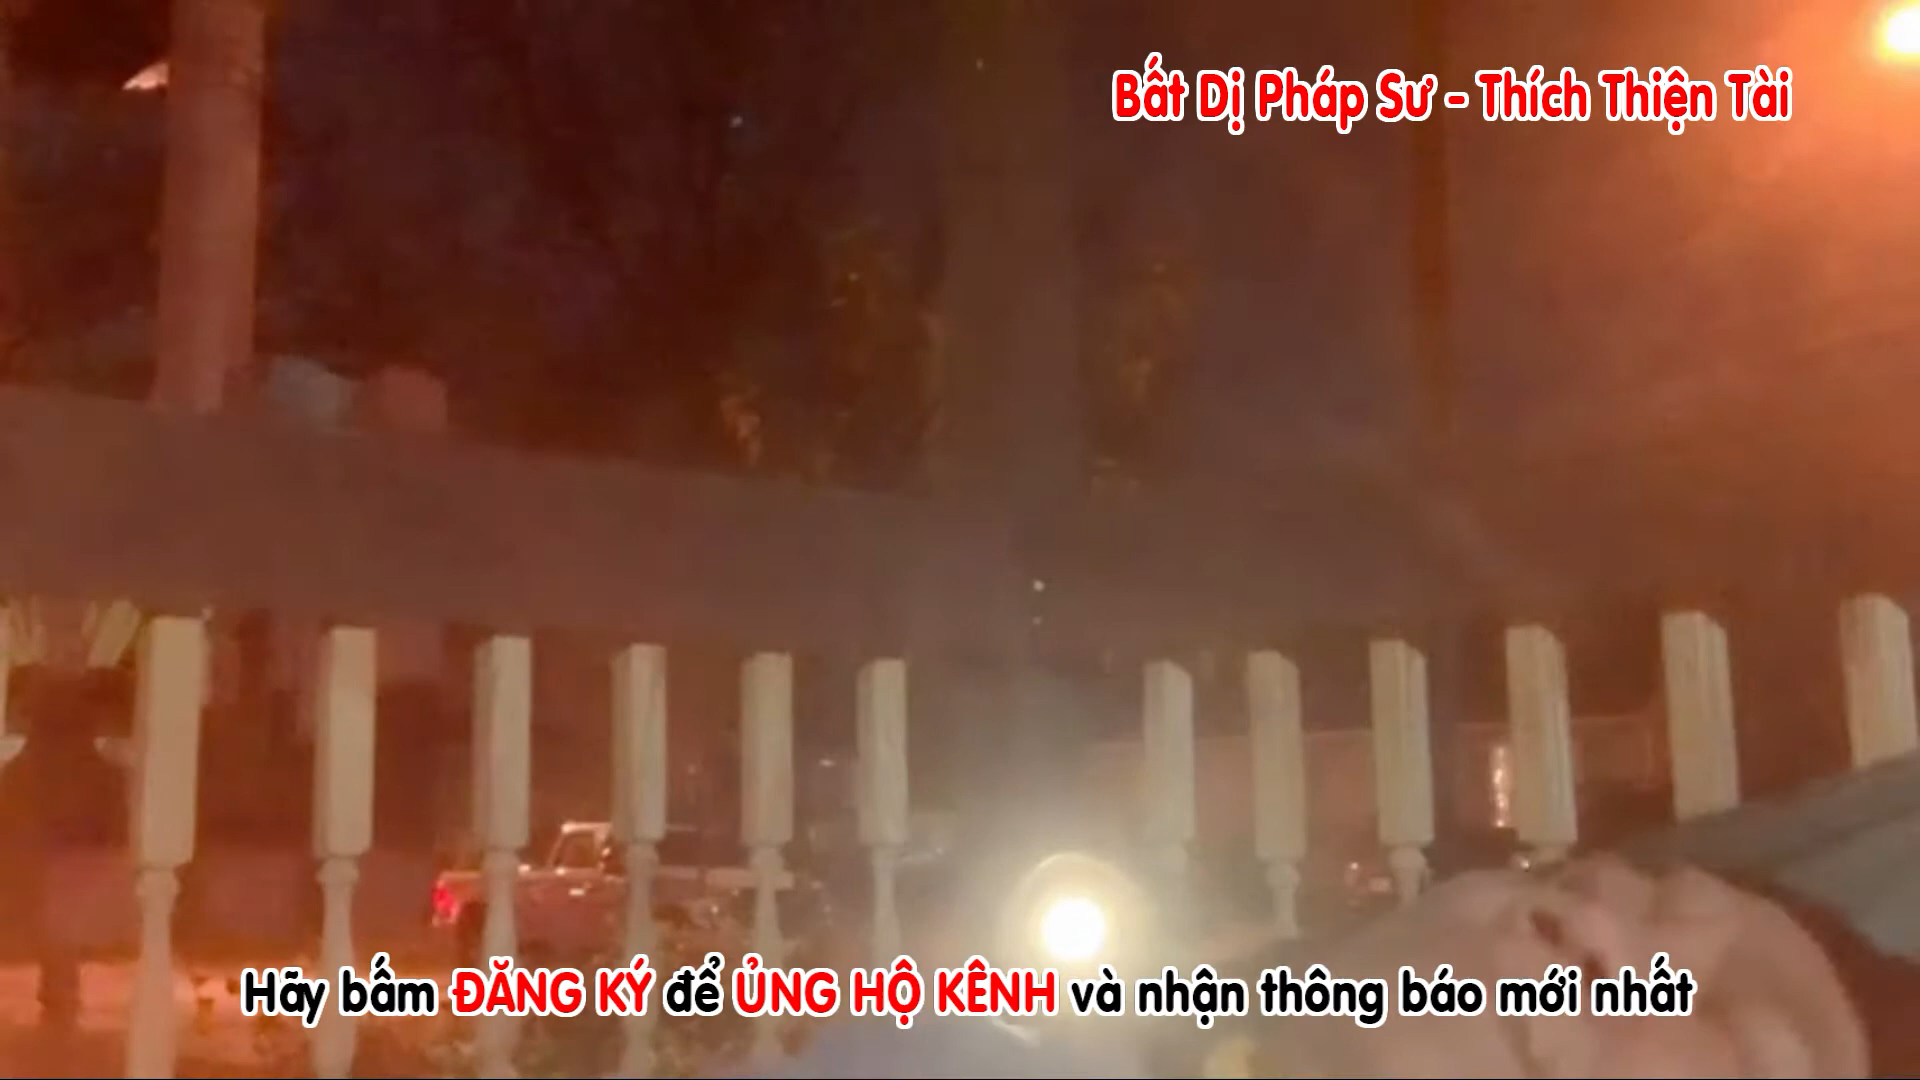 Bất Dị Pháp Sư - Thích Thiện Tài
Hãy bấm ĐĂNG KÝ để ỦNG HỘ KÊNH và nhận thông báo mới nhất